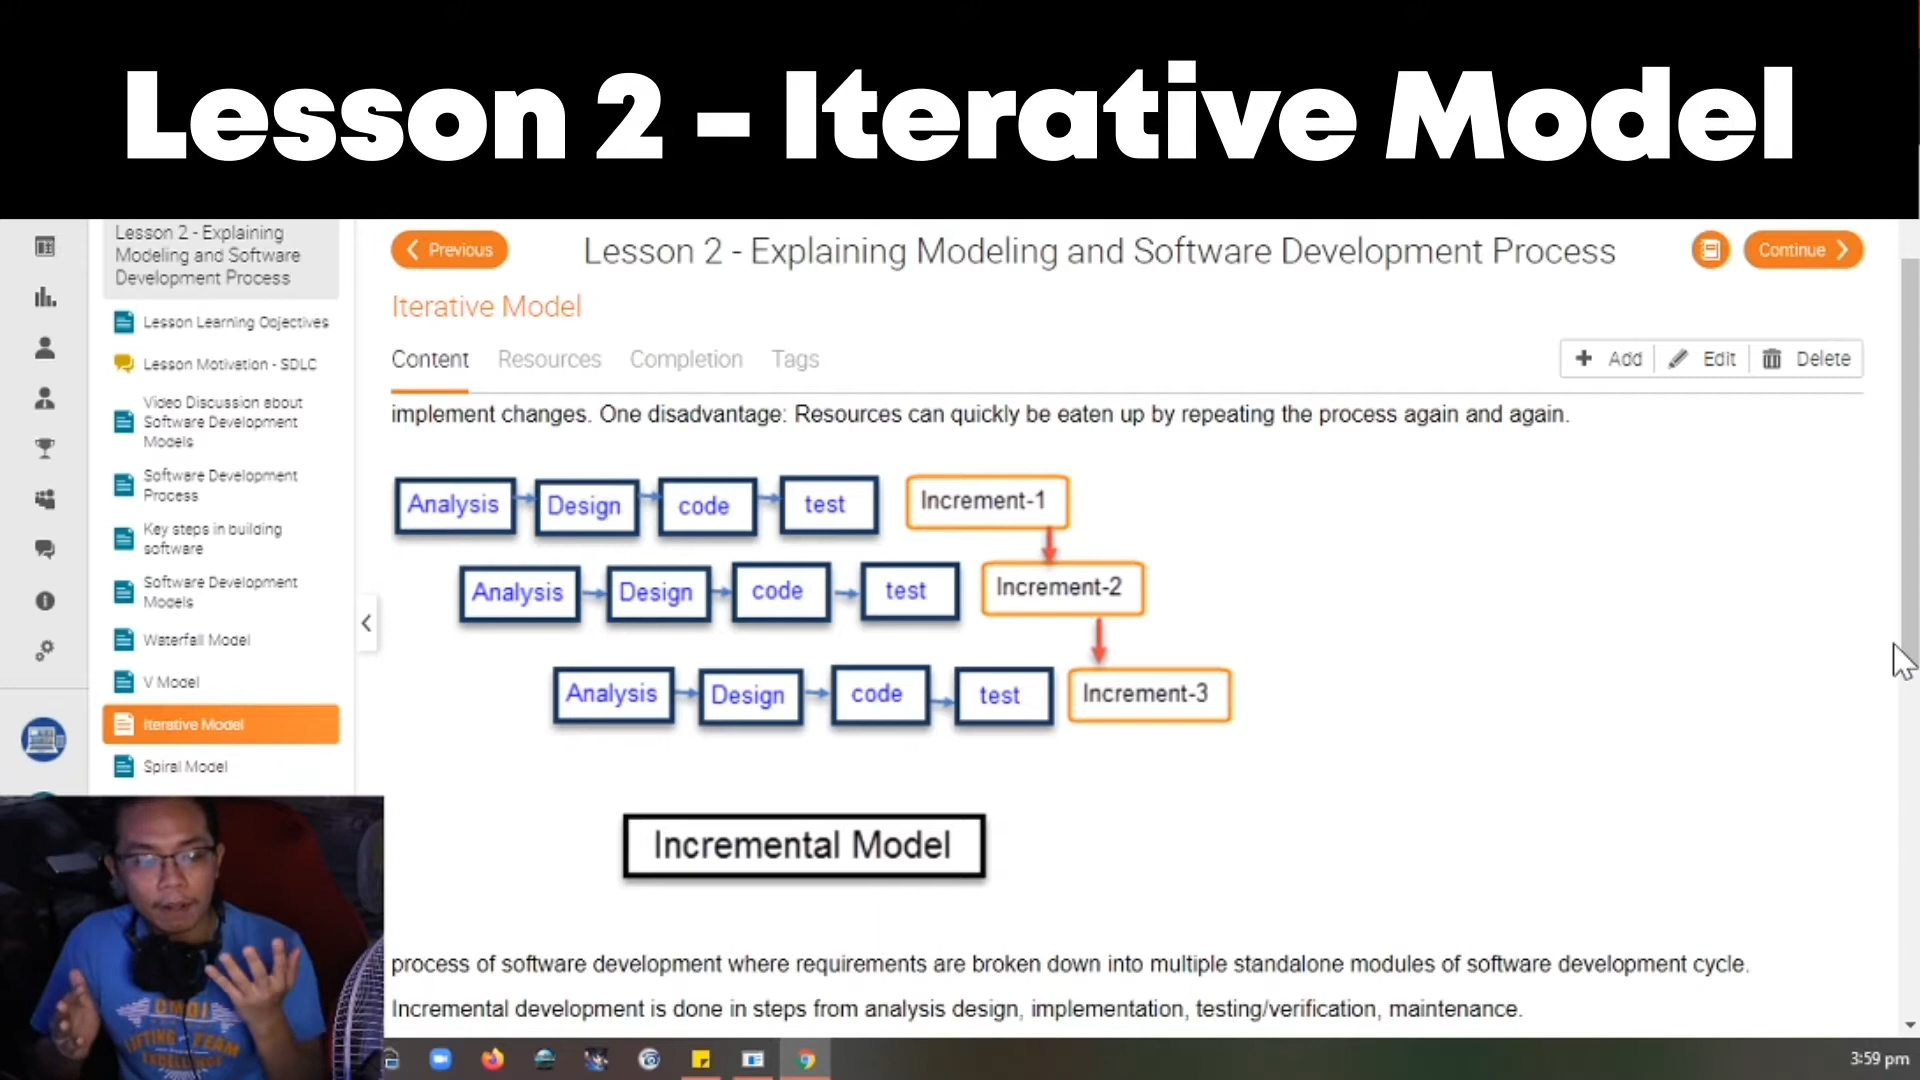 Lesson 2 - Iterative Model
Lesson 2 - Explaining
Modeling and Software
Development Process
Lesson Learning Objectives
Lesson Motivation - SDLC
Video Discussion about
Software Development
Models
Software Development
Process
Key steps in building
software
Software Development
Models
Waterfall Model
V Model
Iterative Model
Spiral Model
Previous
Lesson 2 - Explaining Modeling and Software Development Process
Continue
Iterative Model
Content Resources Completion Tags
Add Edit Delete
implement changes. One disadvantage: Resources can quickly be eaten up by repeating the process again and again.
Analysis Design code test Increment-1
Analysis Design code test Increment-2
Analysis Design code test Increment-3
Incremental Model
process of software development where requirements are broken down into multiple standalone modules of software development cycle.
Incremental development is done in steps from analysis design, implementation, testing/verification, maintenance.
3:59 pm